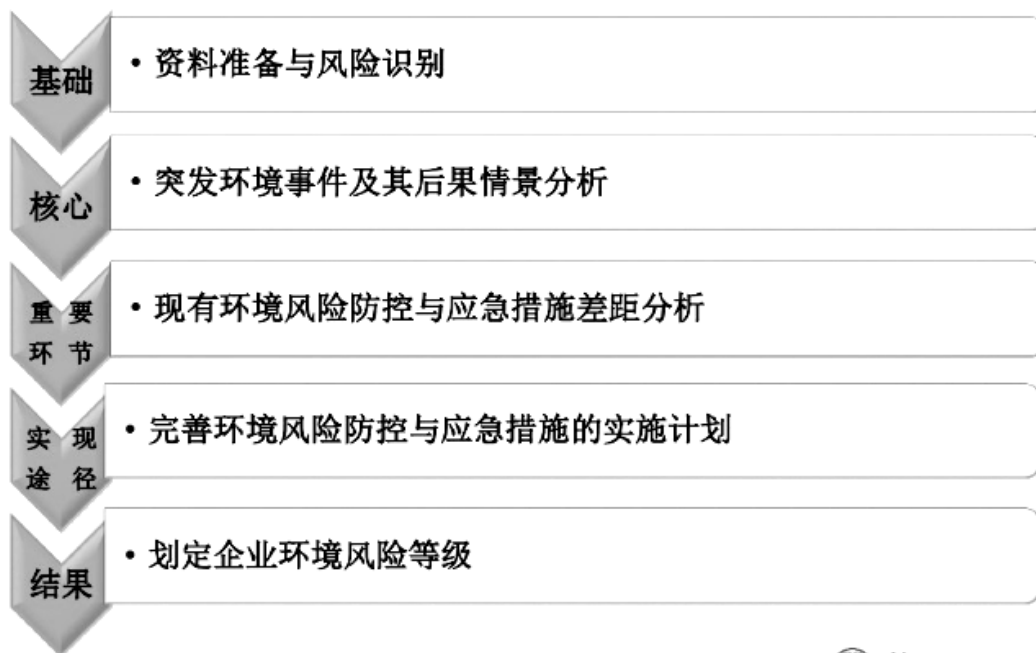 基础
• 资料准备与风险识别
核心
• 突发环境事件及其后果情景分析
重要
环节
• 现有环境风险防控与应急措施差距分析
实现
途径
• 完善环境风险防控与应急措施的实施计划
结果
• 划定企业环境风险等级